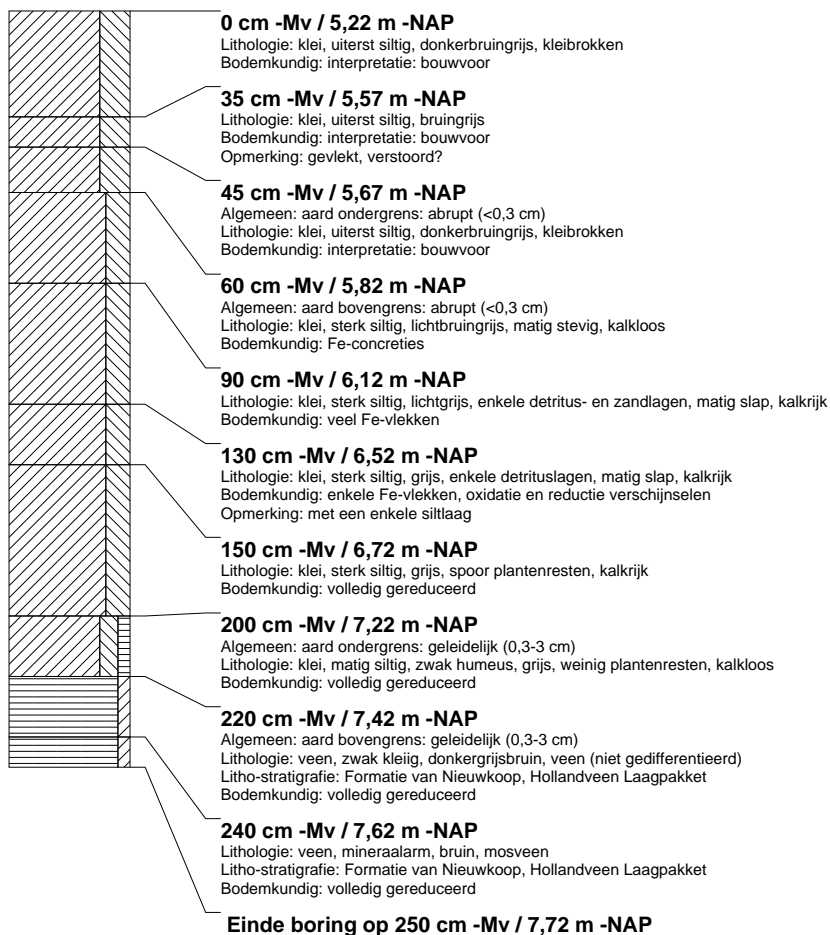 0 cm -Mv / 5,22 m -NAP
Lithologie: klei, uiterst siltig, donkerbruingrijs, kleibrokken
Bodemkundig: interpretatie: bouwvoor
35 cm -Mv / 5,57 m -NAP
Lithologie: klei, uiterst siltig, bruingrijs
Bodemkundig: interpretatie: bouwvoor
Opmerking: gevlekt, verstoord?
45 cm -Mv / 5,67 m -NAP
Algemeen: aard ondergrens: abrupt (<0,3 cm)
Lithologie: klei, uiterst siltig, donkerbruingrijs, kleibrokken
Bodemkundig: interpretatie: bouwvoor
60 cm -Mv / 5,82 m -NAP
Algemeen: aard bovengrens: abrupt (<0,3 cm)
Lithologie: klei, sterk siltig, lichtbruingrijs, matig stevig, kalkloos
Bodemkundig: Fe-concreties
90 cm -Mv / 6,12 m -NAP
Lithologie: klei, sterk siltig, lichtgrijs, enkele detritus- en zandlagen, matig slap, kalkrijk
Bodemkundig: veel Fe-vlekken
130 cm -Mv / 6,52 m -NAP
Lithologie: klei, sterk siltig, grijs, enkele detrituslagen, matig slap, kalkrijk
Bodemkundig: enkele Fe-vlekken, oxidatie en reductie verschijnselen
Opmerking: met een enkele siltlaag
150 cm -Mv / 6,72 m -NAP
Lithologie: klei, sterk siltig, grijs, spoor plantenresten, kalkrijk
Bodemkundig: volledig gereduceerd
200 cm -Mv / 7,22 m -NAP
Algemeen: aard ondergrens: geleidelijk (0,3-3 cm)
Lithologie: klei, matig siltig, zwak humeus, grijs, weinig plantenresten, kalkloos
Bodemkundig: volledig gereduceerd
220 cm -Mv / 7,42 m -NAP
Algemeen: aard bovengrens: geleidelijk (0,3-3 cm)
Lithologie: veen, zwak kleiig, donkergrijsbruin, veen (niet gedifferentieerd)
Litho-stratigrafie: Formatie van Nieuwkoop, Hollandveen Laagpakket
Bodemkundig: volledig gereduceerd
240 cm -Mv / 7,62 m -NAP
Lithologie: veen, mineraalarm, bruin, mosveen
Litho-stratigrafie: Formatie van Nieuwkoop, Hollandveen Laagpakket
Bodemkundig: volledig gereduceerd
Einde boring op 250 cm -Mv / 7,72 m -NAP